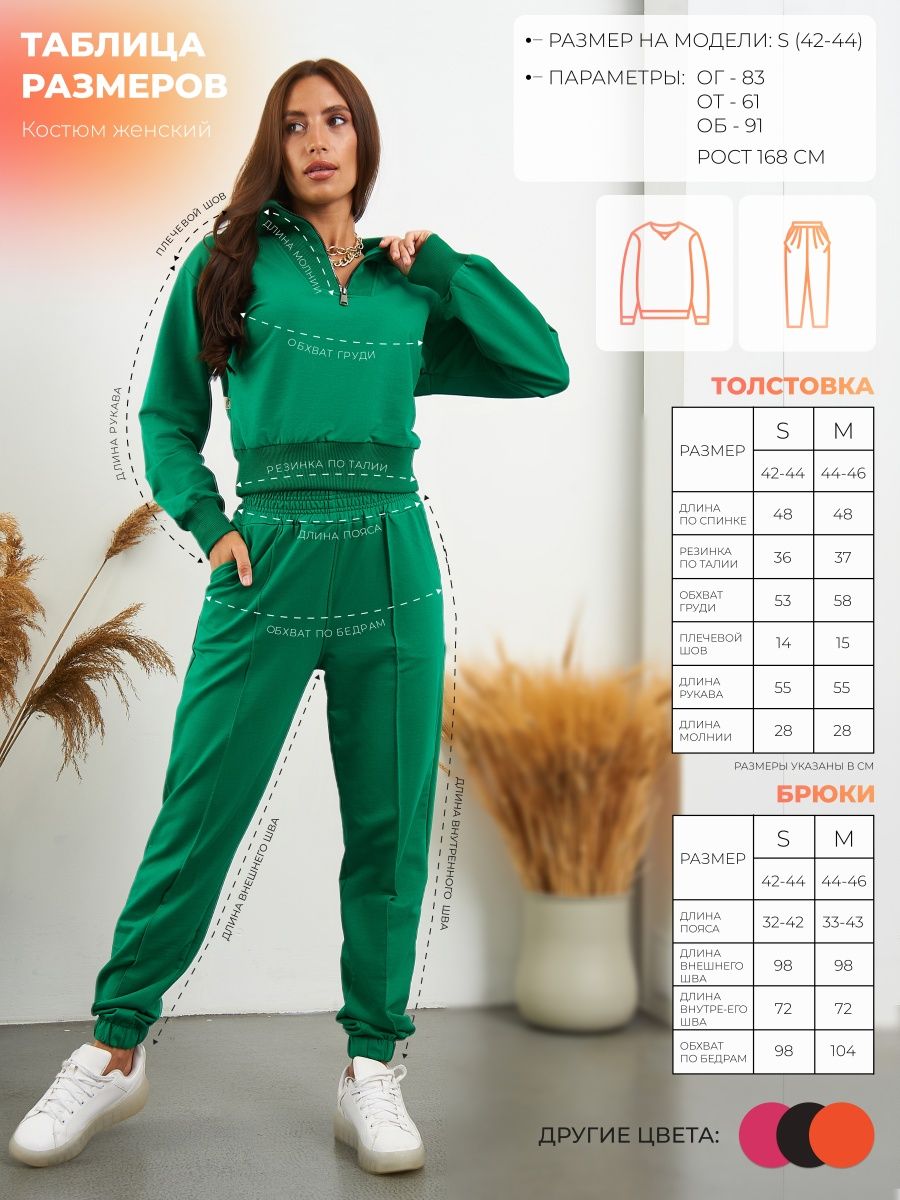 ТАБЛИЦА
РАЗМЕРОВ
Костюм женский
РАЗМЕР НА МОДЕЛИ: S (42-44)
ПАРАМЕТРЫ: ОГ - 83
ОТ - 61
ОБ - 91
РОСТ 168 СМ
ПЛЕЧЕВОЙ ШОВ
ДЛИНА МОЛНИИ
ОБХВАТ ГРУДИ
ДЛИНА РУКАВА
РЕЗИНКА ПО ТАЛИИ
ДЛИНА ПОЯСА
ОБХВАТ ПО БЕДРАМ
ДЛИНА ВНЕШНЕГО ШВА
ДЛИНА ВНУТРЕННОГО ШВА
ТОЛСТОВКА
РАЗМЕР S M
42-44 44-46
ДЛИНА
ПО СПИНКЕ 48 48
РЕЗИНКА
ПО ТАЛИИ 36 37
ОБХВАТ
ГРУДИ 53 58
ПЛЕЧЕВОЙ
ШОВ 14 15
ДЛИНА
РУКАВА 55 55
ДЛИНА
МОЛНИИ 28 28
РАЗМЕРЫ УКАЗАНЫ В СМ
БРЮКИ
РАЗМЕР S M
42-44 44-46
ДЛИНА
ПОЯСА 32-42 33-43
ДЛИНА
ВНЕШНЕГО
ШВА 98 98
ДЛИНА
ВНУТРЕ-ЕГО
ШВА 72 72
ОБХВАТ
ПО БЕДРАМ 98 104
ДРУГИЕ ЦВЕТА: